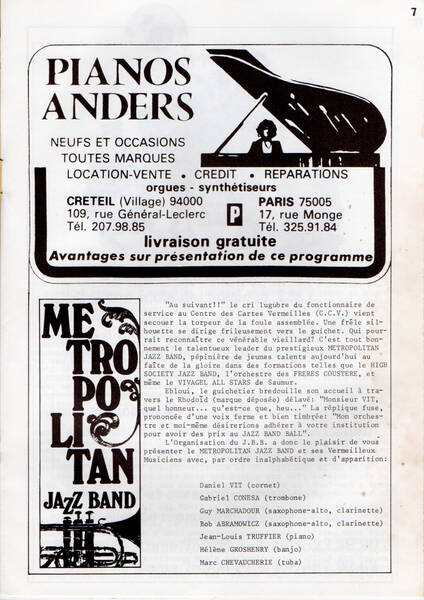 7
PIANOS
ANDERS
NEUFS ET OCCASIONS
TOUTES MARQUES
LOCATION-VENTE • CREDIT • REPARATIONS
orgues - synthétiseurs
CRETEIL (Village) 94000
109, rue Général-Leclerc
Tél. 207.98.85
P
PARIS 75005
17, rue Monge
Tél. 325.91.84
livraison gratuite
Avantages sur présentation de ce programme
METROPOLITAN
JAZZ BAND
"Au suivant!!" le cri lugubre du fonctionnaire de
service au Centre des Cartes Vermeilles (C.C.V.) vient
secouer la torpeur de la foule assemblée. Une frêle sil-
houette se dirige frileusement vers le guichet. Qui pour-
rait reconnaître ce vénérable vieillard? C'est tout bon-
nement le talentueux leader du prestigieux METROPOLITAN
JAZZ BAND, pépinière de jeunes talents aujourd'hui au
faîte de la gloire dans des formations telles que le HIGH
SOCIETY JAZZ BAND, l'orchestre des FRERES COUSTERE, et
même le VIVAGEL ALL STARS de Saumur.
Ebloui, le guichetier bredouille son accueil à tra-
vers le Rhodoïd (marque déposée) délavé: "Monsieur VIT,
quel honneur... qu'est-ce que, heu..." La réplique fuse,
prononcée d'une voix ferme et bien timbrée: "Mon orches-
tre et moi-même désirerions adhérer à votre institution
pour avoir des prix au JAZZ BAND BALL".
L'Organisation du J.B.B. a donc le plaisir de vous
présenter le METROPOLITAN JAZZ BAND et ses Vermeilleux
Musiciens avec, par ordre inalphabétique et d'apparition:
Daniel VIT (cornet)
Gabriel CONESA (trombone)
Guy MARCHADOUR (saxophone-alto, clarinette)
Bob ABRAMOWICZ (saxophone-alto, clarinette)
Jean-Louis TRUFFIER (piano)
Hélène GROSHENRY (banjo)
Marc CHEVAUCHERIE (tuba)